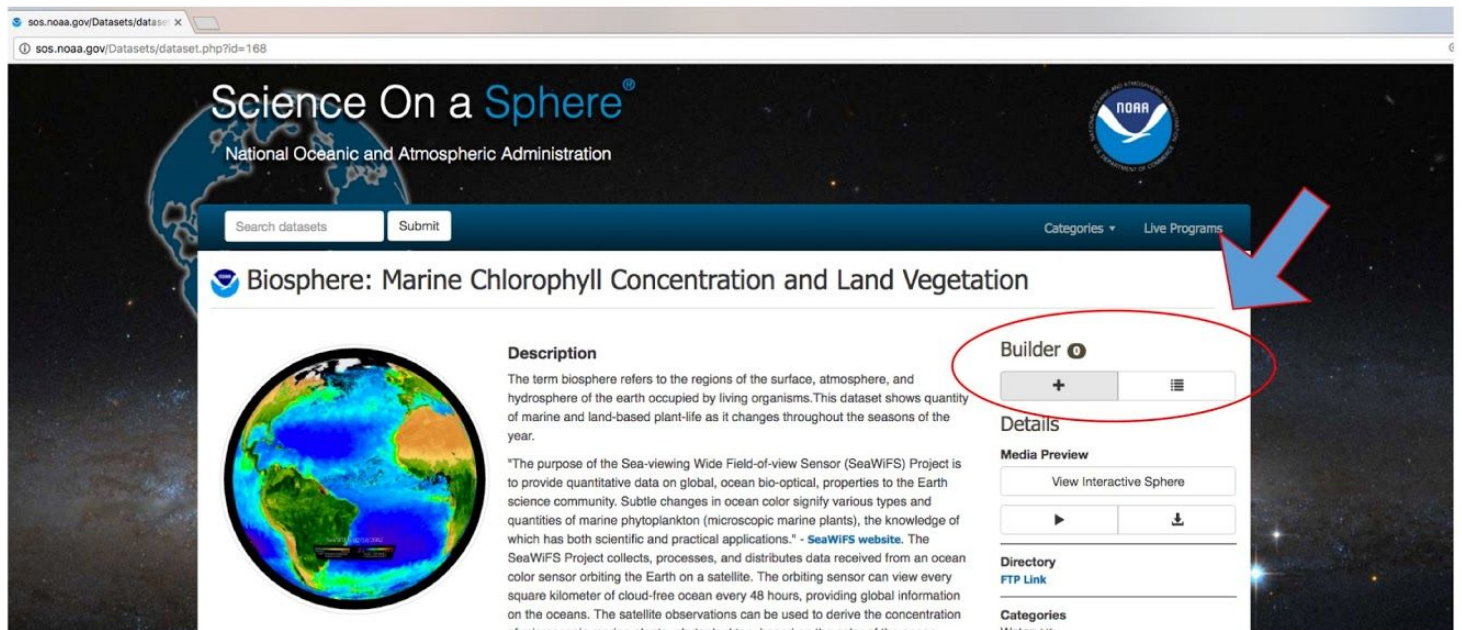 sos.noaa.gov/Datasets/datase
sos.noaa.gov/Datasets/dataset.php?id=168
Science On a Sphere®
National Oceanic and Atmospheric Administration
NOAA
Search datasets
Submit
Categories
Live Programs
Biosphere: Marine Chlorophyll Concentration and Land Vegetation
Description
The term biosphere refers to the regions of the surface, atmosphere, and
hydrosphere of the earth occupied by living organisms.This dataset shows quantity
of marine and land-based plant-life as it changes throughout the seasons of the
year.
"The purpose of the Sea-viewing Wide Field-of-view Sensor (SeaWiFS) Project is
to provide quantitative data on global, ocean bio-optical, properties to the Earth
science community. Subtle changes in ocean color signify various types and
quantities of marine phytoplankton (microscopic marine plants), the knowledge of
which has both scientific and practical applications." - SeaWiFS website. The
SeaWiFS Project collects, processes, and distributes data received from an ocean
color sensor orbiting the Earth on a satellite. The orbiting sensor can view every
square kilometer of cloud-free ocean every 48 hours, providing global information
on the oceans. The satellite observations can be used to derive the concentration
Builder 0
Details
Media Preview
View Interactive Sphere
Directory
FTP Link
Categories